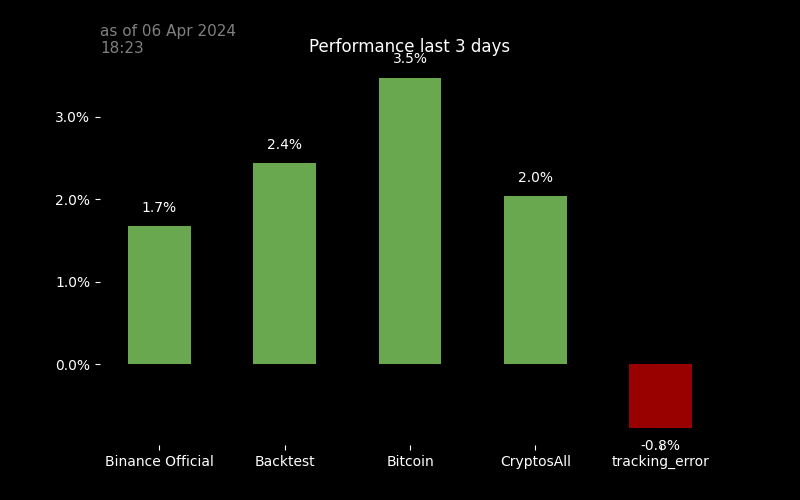 as of 06 Apr 2024
18:23
Performance last 3 days
3.5%
3.0%
2.4%
2.0%
1.7%
2.0%
1.0%
0.0%
-0.8%
Binance Official
Backtest
Bitcoin
CryptosAll
tracking_error